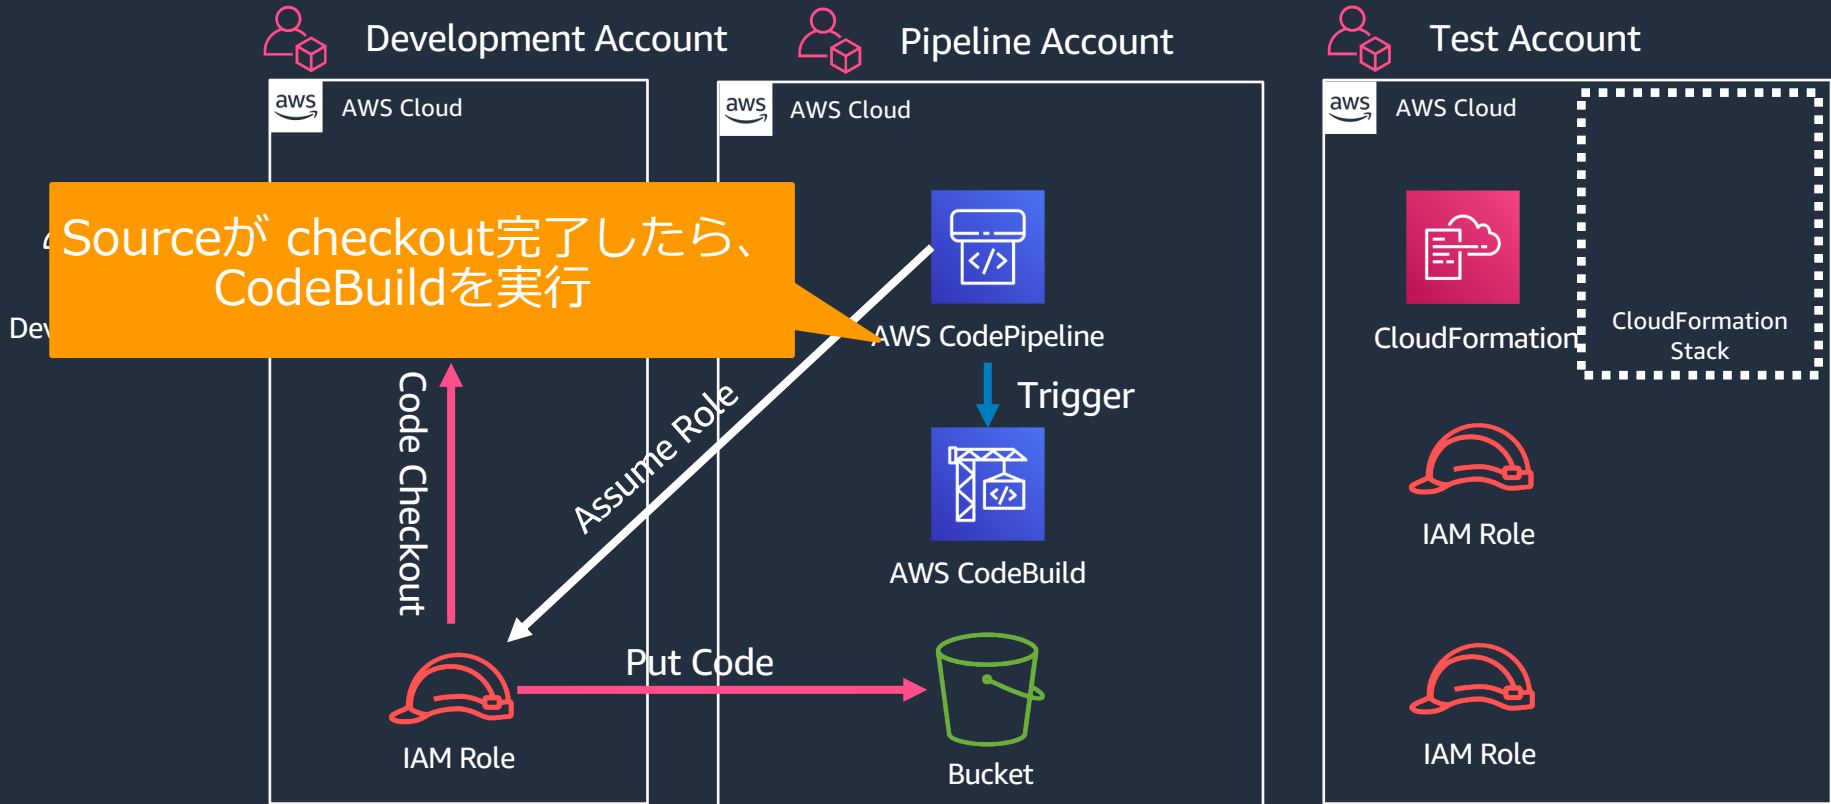 Development Account
Pipeline Account
Test Account
aws
AWS Cloud
aws
AWS Cloud
aws
AWS Cloud
Sourceが checkout完了したら、
CodeBuildを実行
Dev
AWS CodePipeline
CloudFormation
CloudFormation
Stack
Trigger
Code Checkout
Assume Role
AWS CodeBuild
IAM Role
Put Code
IAM Role
Bucket
IAM Role